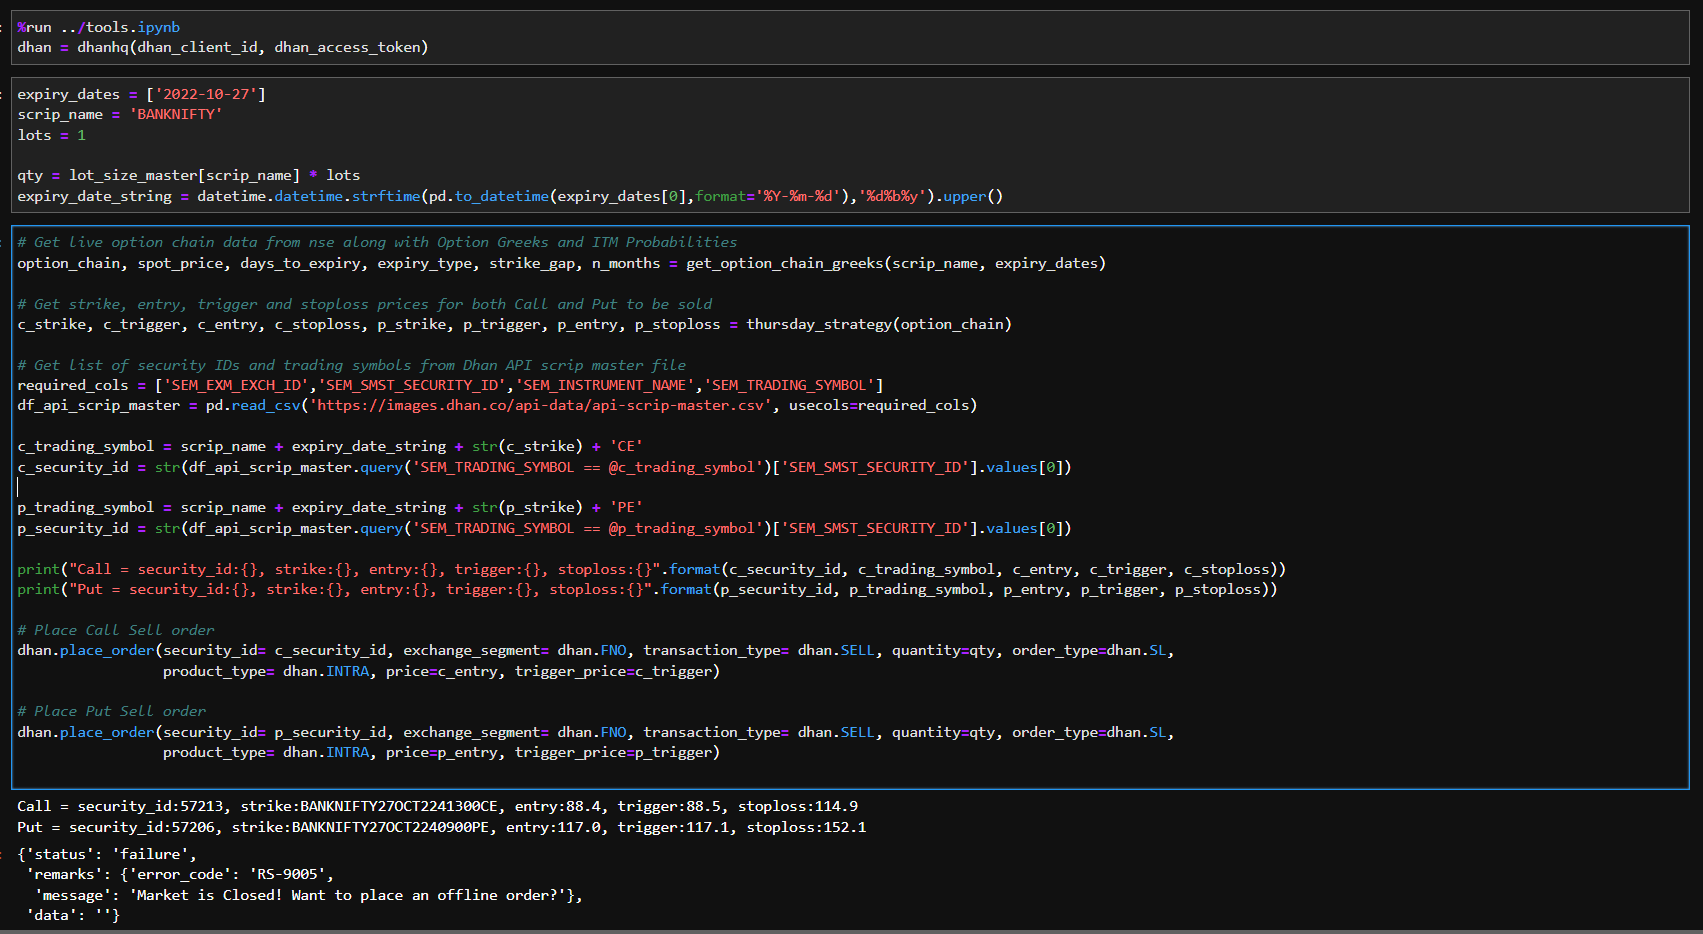 %run ../tools.ipynb
dhan = dhanhq(dhan_client_id, dhan_access_token)
expiry_dates = ['2022-10-27']
scrip_name = 'BANKNIFTY'
lots = 1
qty = lot_size_master[scrip_name] * lots
expiry_date_string = datetime.datetime.strftime(pd.to_datetime(expiry_dates[0],format='%Y-%m-%d'),'%d%b%y').upper()
# Get live option chain data from nse along with Option Greeks and ITM Probabilities
option_chain, spot_price, days_to_expiry, expiry_type, strike_gap, n_months = get_option_chain_greeks(scrip_name, expiry_dates)
# Get strike, entry, trigger and stoploss prices for both Call and Put to be sold
c_strike, c_trigger, c_entry, c_stoploss, p_strike, p_trigger, p_entry, p_stoploss = thursday_strategy(option_chain)
# Get list of security IDs and trading symbols from Dhan API scrip master file
required_cols = ['SEM_EXM_EXCH_ID','SEM_SMST_SECURITY_ID','SEM_INSTRUMENT_NAME','SEM_TRADING_SYMBOL']
df_api_scrip_master = pd.read_csv('https://images.dhan.co/api-data/api-scrip-master.csv', usecols=required_cols)
c_trading_symbol = scrip_name + expiry_date_string + str(c_strike) + 'CE'
c_security_id = str(df_api_scrip_master.query('SEM_TRADING_SYMBOL == @c_trading_symbol')['SEM_SMST_SECURITY_ID'].values[0])
p_trading_symbol = scrip_name + expiry_date_string + str(p_strike) + 'PE'
p_security_id = str(df_api_scrip_master.query('SEM_TRADING_SYMBOL == @p_trading_symbol')['SEM_SMST_SECURITY_ID'].values[0])
print("Call = security_id:{}, strike:{}, entry:{}, trigger:{}, stoploss:{}".format(c_security_id, c_trading_symbol, c_entry, c_trigger, c_stoploss))
print("Put = security_id:{}, strike:{}, entry:{}, trigger:{}, stoploss:{}".format(p_security_id, p_trading_symbol, p_entry, p_trigger, p_stoploss))
# Place Call Sell order
dhan.place_order(security_id= c_security_id, exchange_segment= dhan.FNO, transaction_type= dhan.SELL, quantity=qty, order_type=dhan.SL,
product_type= dhan.INTRA, price=c_entry, trigger_price=c_trigger)
# Place Put Sell order
dhan.place_order(security_id= p_security_id, exchange_segment= dhan.FNO, transaction_type= dhan.SELL, quantity=qty, order_type=dhan.SL,
product_type= dhan.INTRA, price=p_entry, trigger_price=p_trigger)
Call = security_id:57213, strike:BANKNIFTY27OCT2241300CE, entry:88.4, trigger:88.5, stoploss:114.9
Put = security_id:57206, strike:BANKNIFTY27OCT2240900PE, entry:117.0, trigger:117.1, stoploss:152.1
{'status': 'failure',
'remarks': {'error_code': 'RS-9005',
'message': 'Market is Closed! Want to place an offline order?'},
'data': ''}